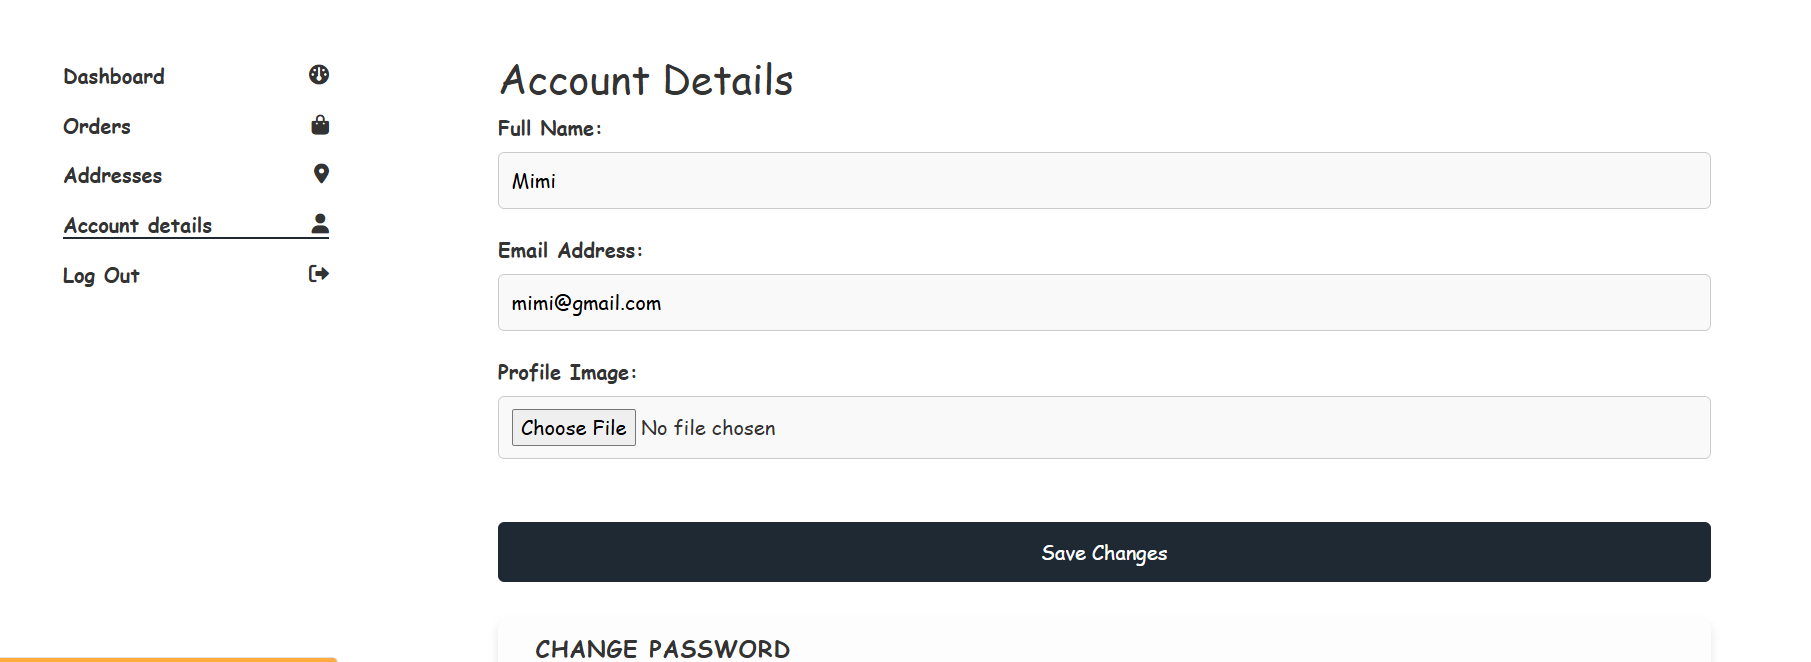 Dashboard
Orders
Addresses
Account details
Log Out
Account Details
Full Name:
Mimi
Email Address:
mimi@gmail.com
Profile Image:
Choose File No file chosen
Save Changes
CHANGE PASSWORD